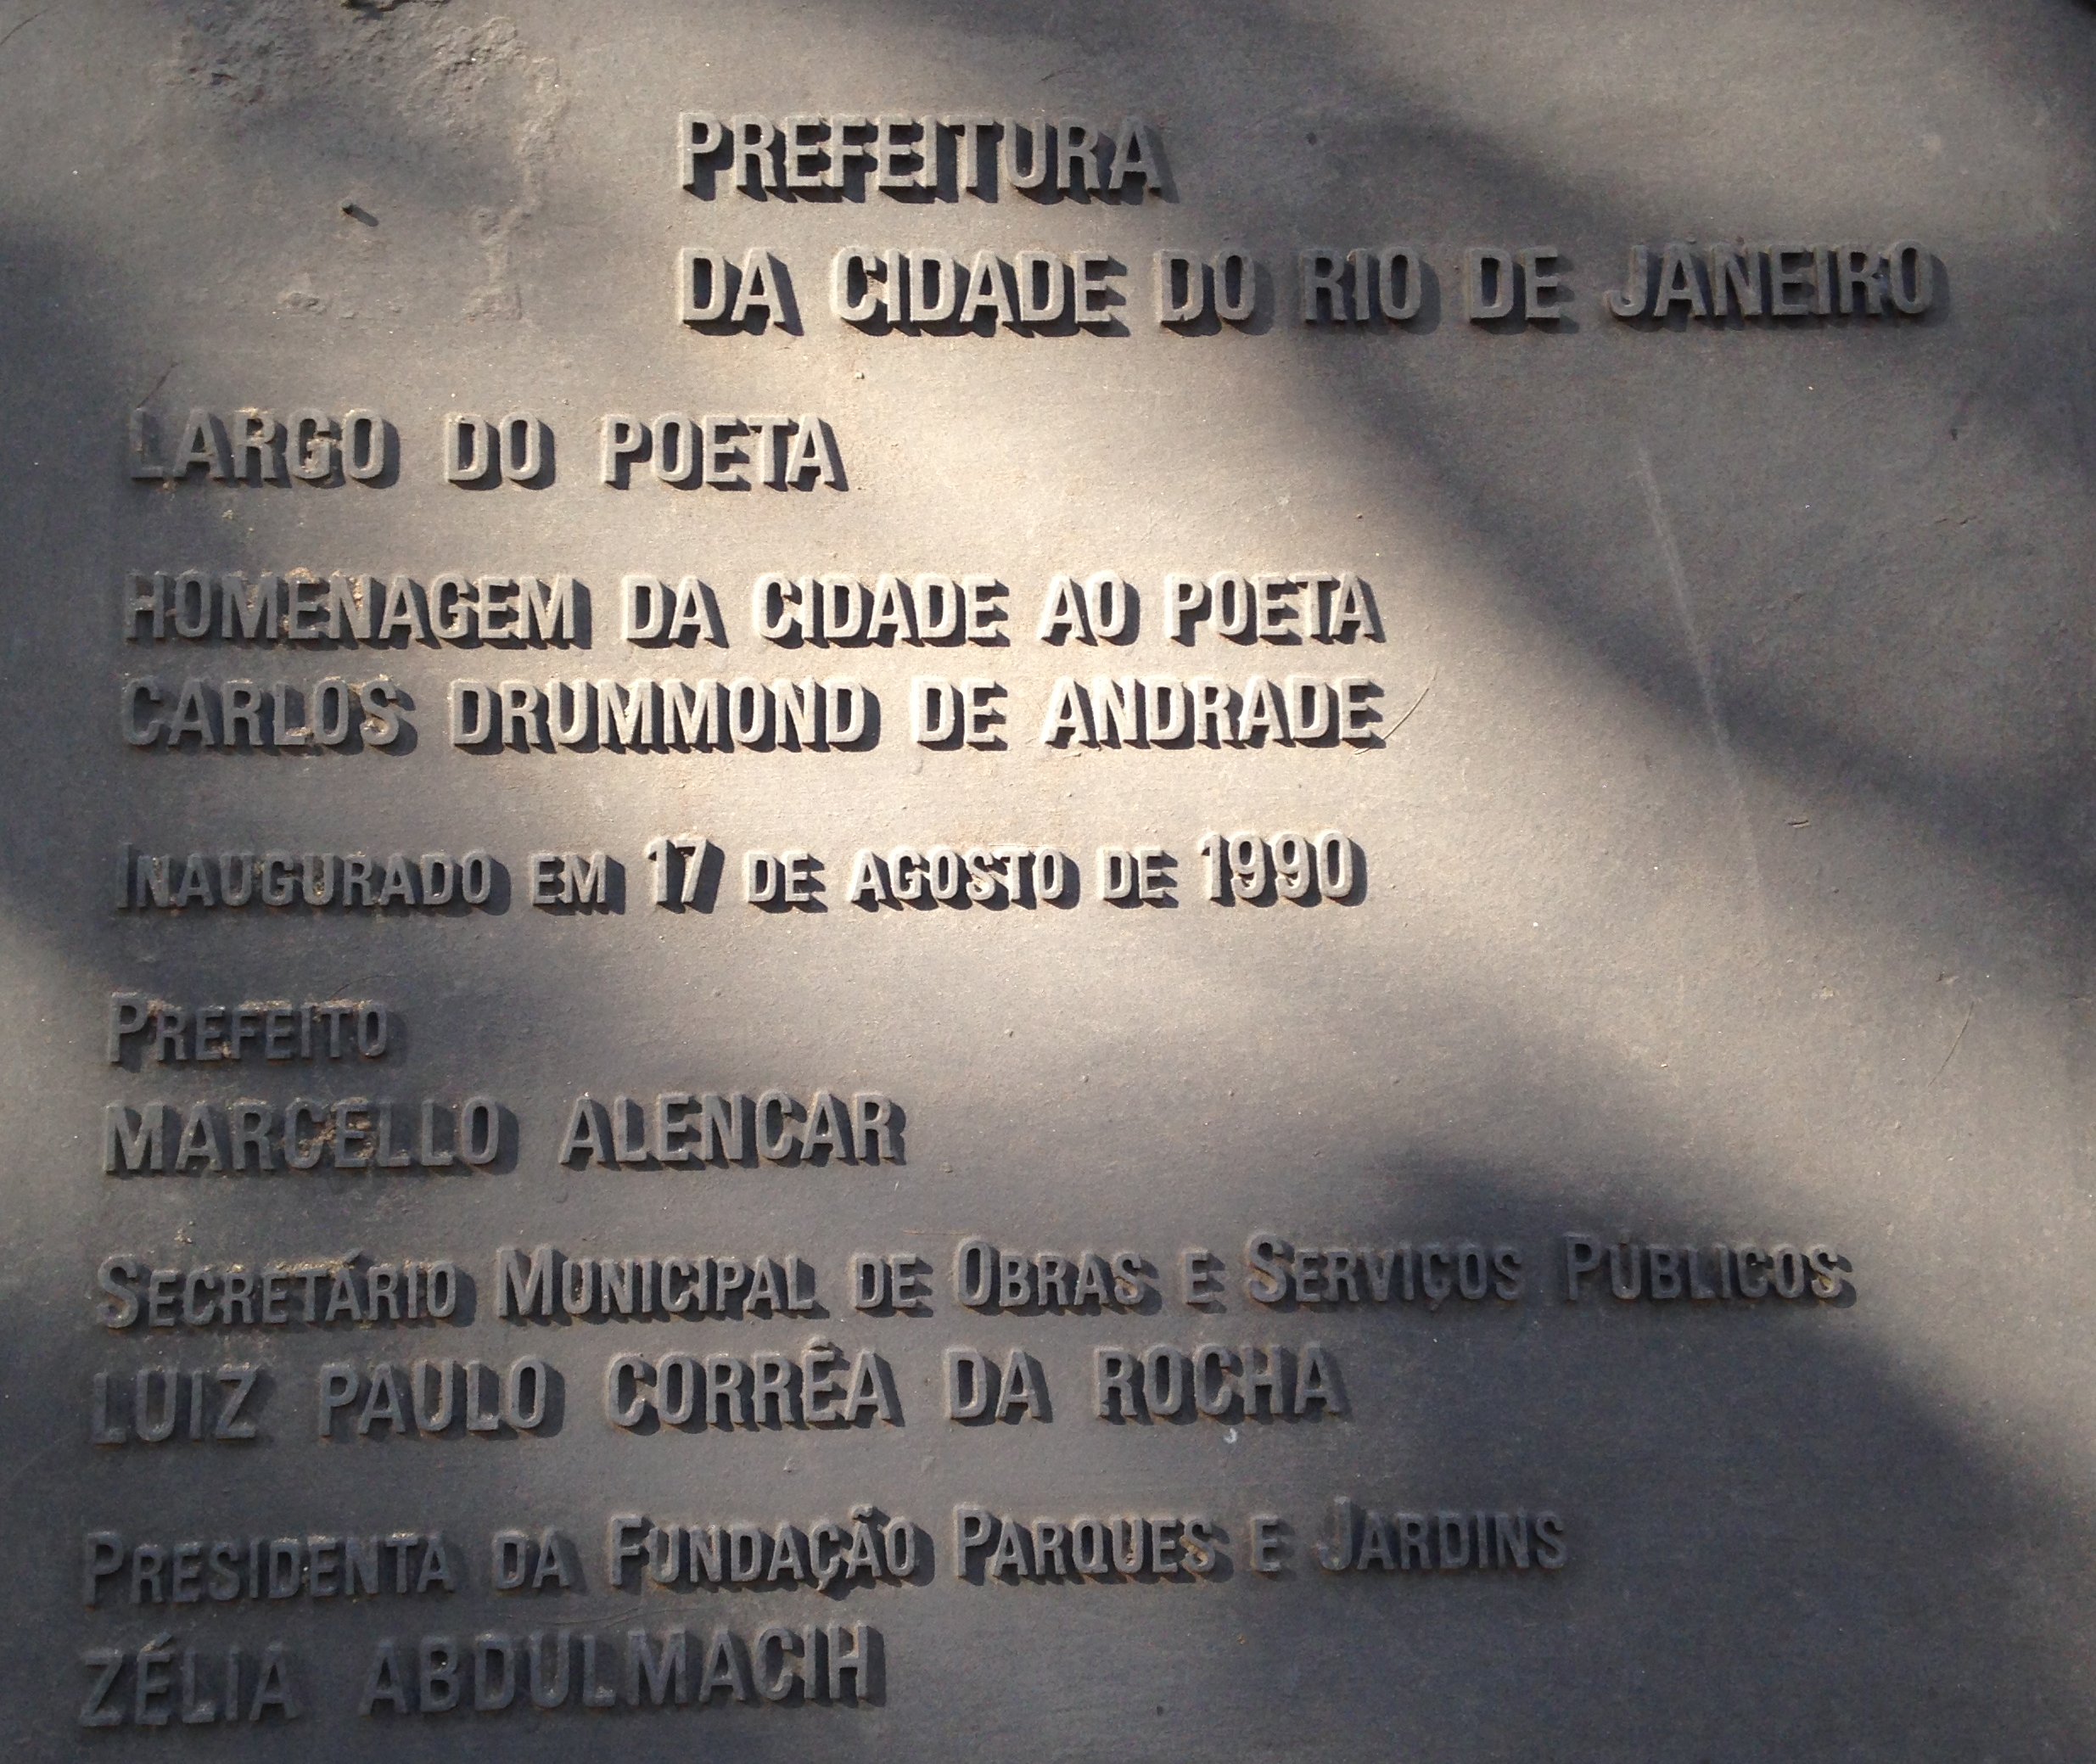 PREFEITURA
DA CIDADE DO RIO DE JANEIRO
LARGO DO POETA
HOMENAGEM DA CIDADE AO POETA
CARLOS DRUMMOND DE ANDRADE
INAUGURADO EM 17 DE AGOSTO DE 1990
PREFEITO
MARCELLO ALENCAR
SECRETÁRIO MUNICIPAL DE OBRAS E SERVIÇOS PÚBLICOS
LUIZ PAULO CORRÊA DA ROCHA
PRESIDENTA DA FUNDAÇÃO PARQUES E JARDINS
ZÉLIA ABDULMACIH